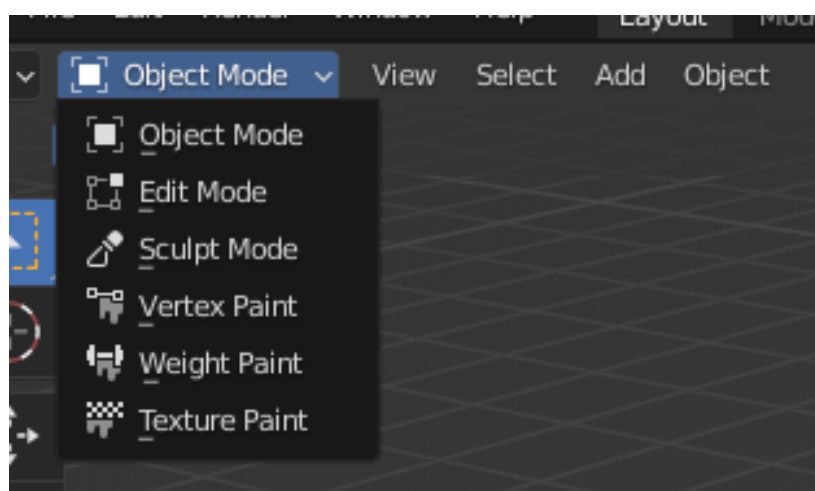 Layout
Object Mode View Select Add Object
Object Mode
Edit Mode
Sculpt Mode
Vertex Paint
Weight Paint
Texture Paint